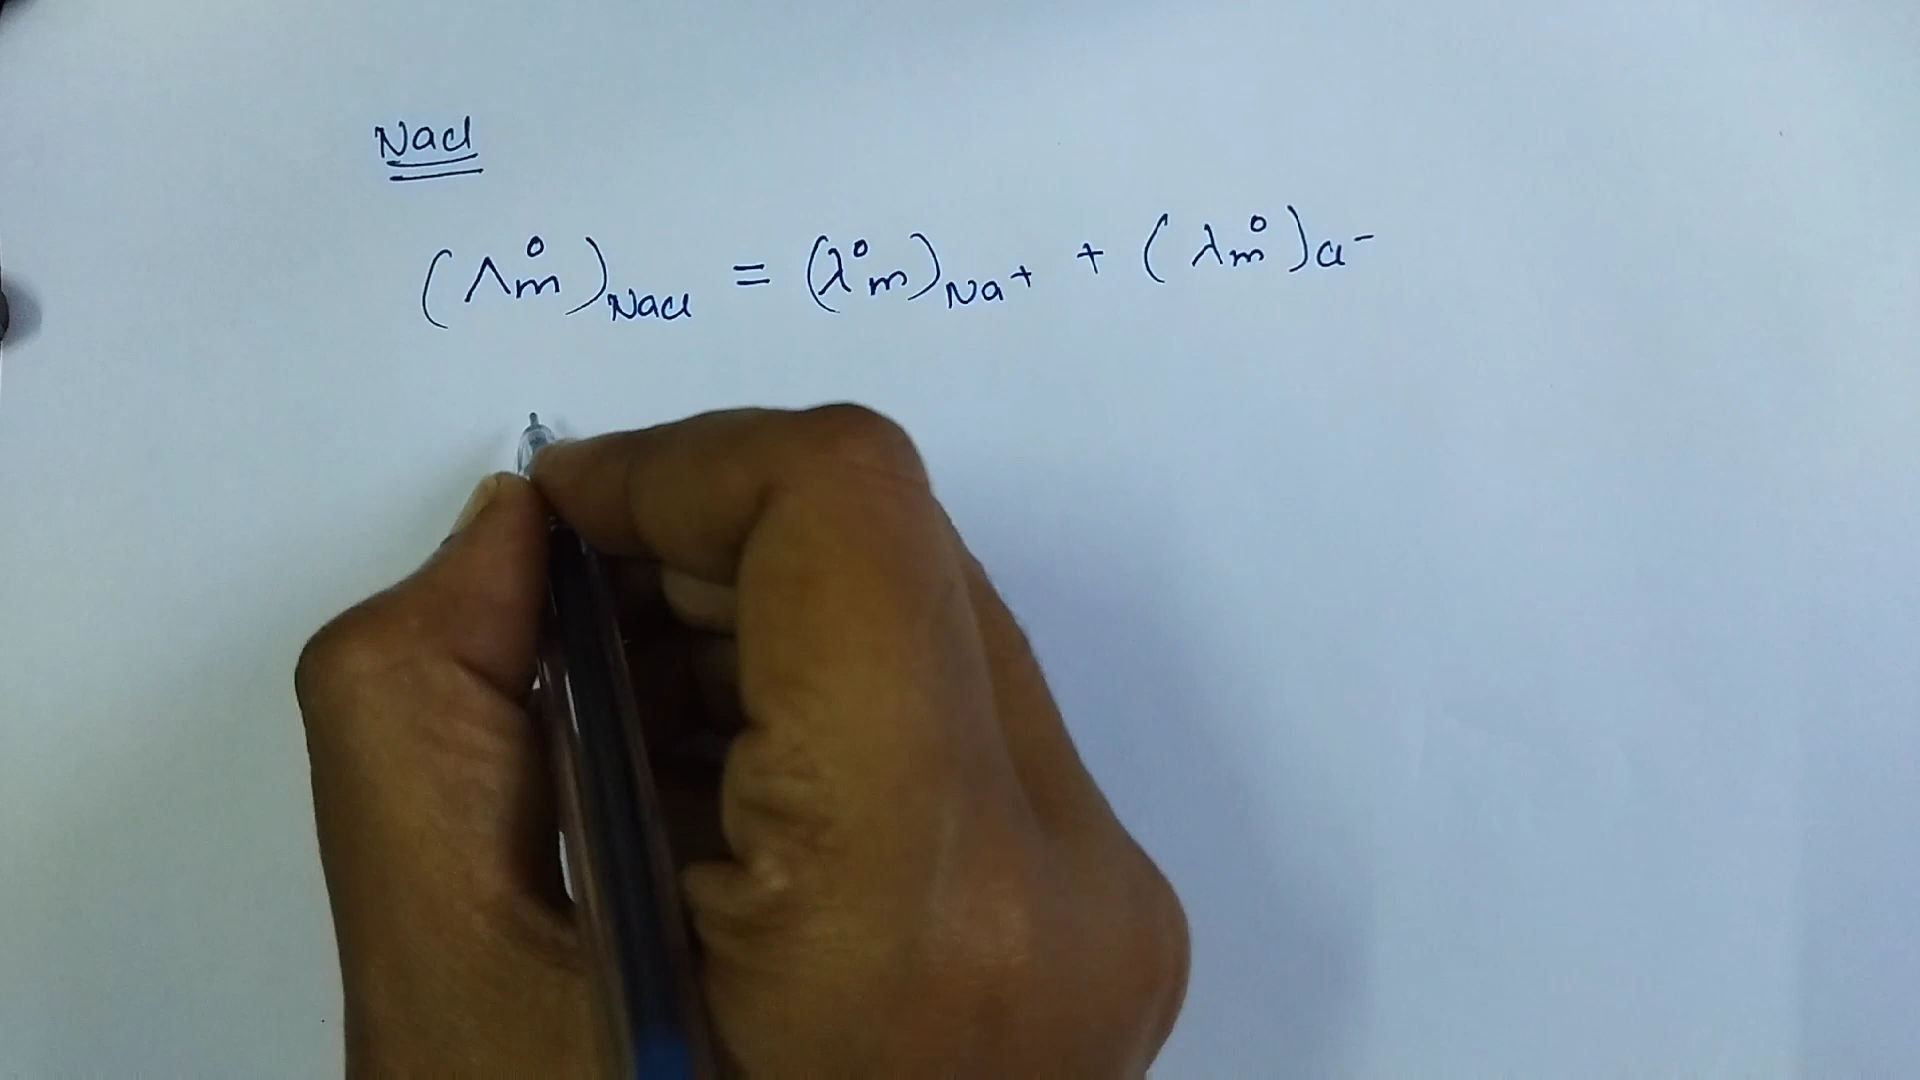 NaCl
(Λ°m)NaCl = (λ°m)Na+ + (λ°m)Cl-